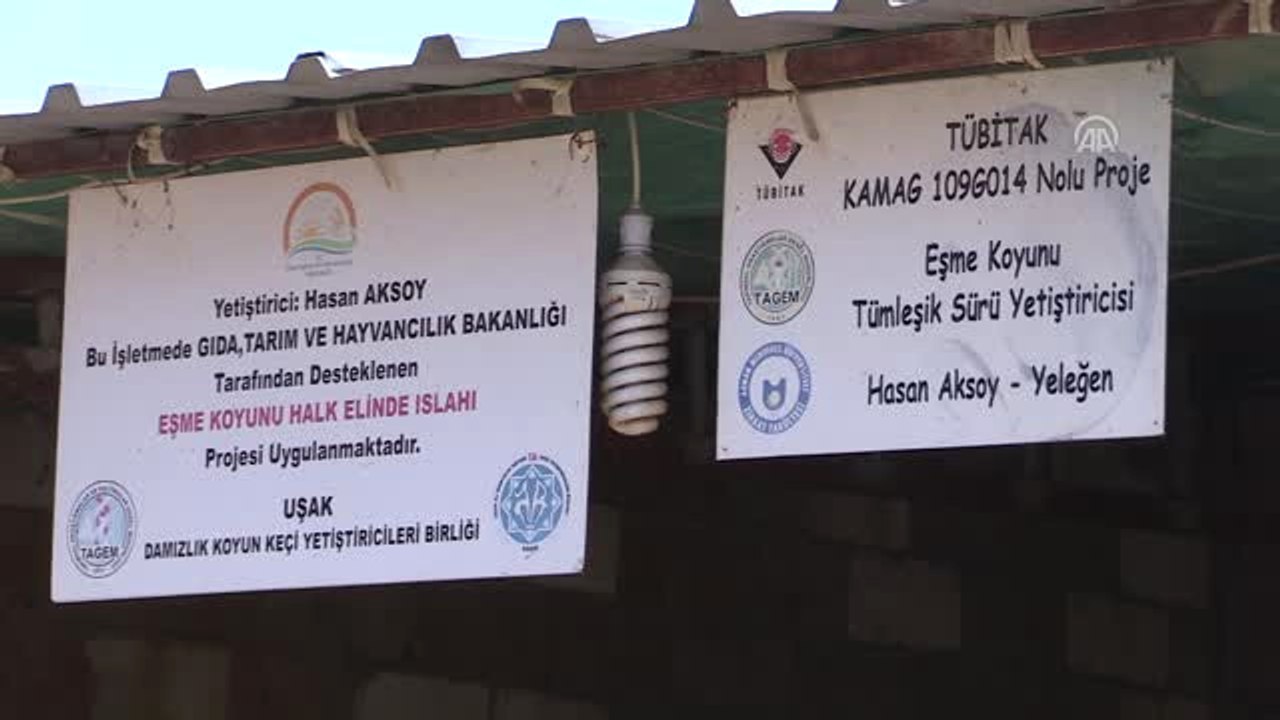 Yetiştirici: Hasan AKSOY
Bu İşletmede GIDA,TARIM VE HAYVANCILIK BAKANLIĞI
Tarafından Desteklenen
EŞME KOYUNU HALK ELİNDE ISLAHI
Projesi Uygulanmaktadır.
UŞAK
DAMIZLIK KOYUN KEÇİ YETİŞTİRİCİLERİ BİRLİĞİ
TAGEM
TÜBİTAK
KAMAG 109G014 Nolu Proje
TÜBİTAK
Eşme Koyunu
Tümleşik Sürü Yetiştiricisi
TAGEM
Hasan Aksoy - Yeleğen
AA